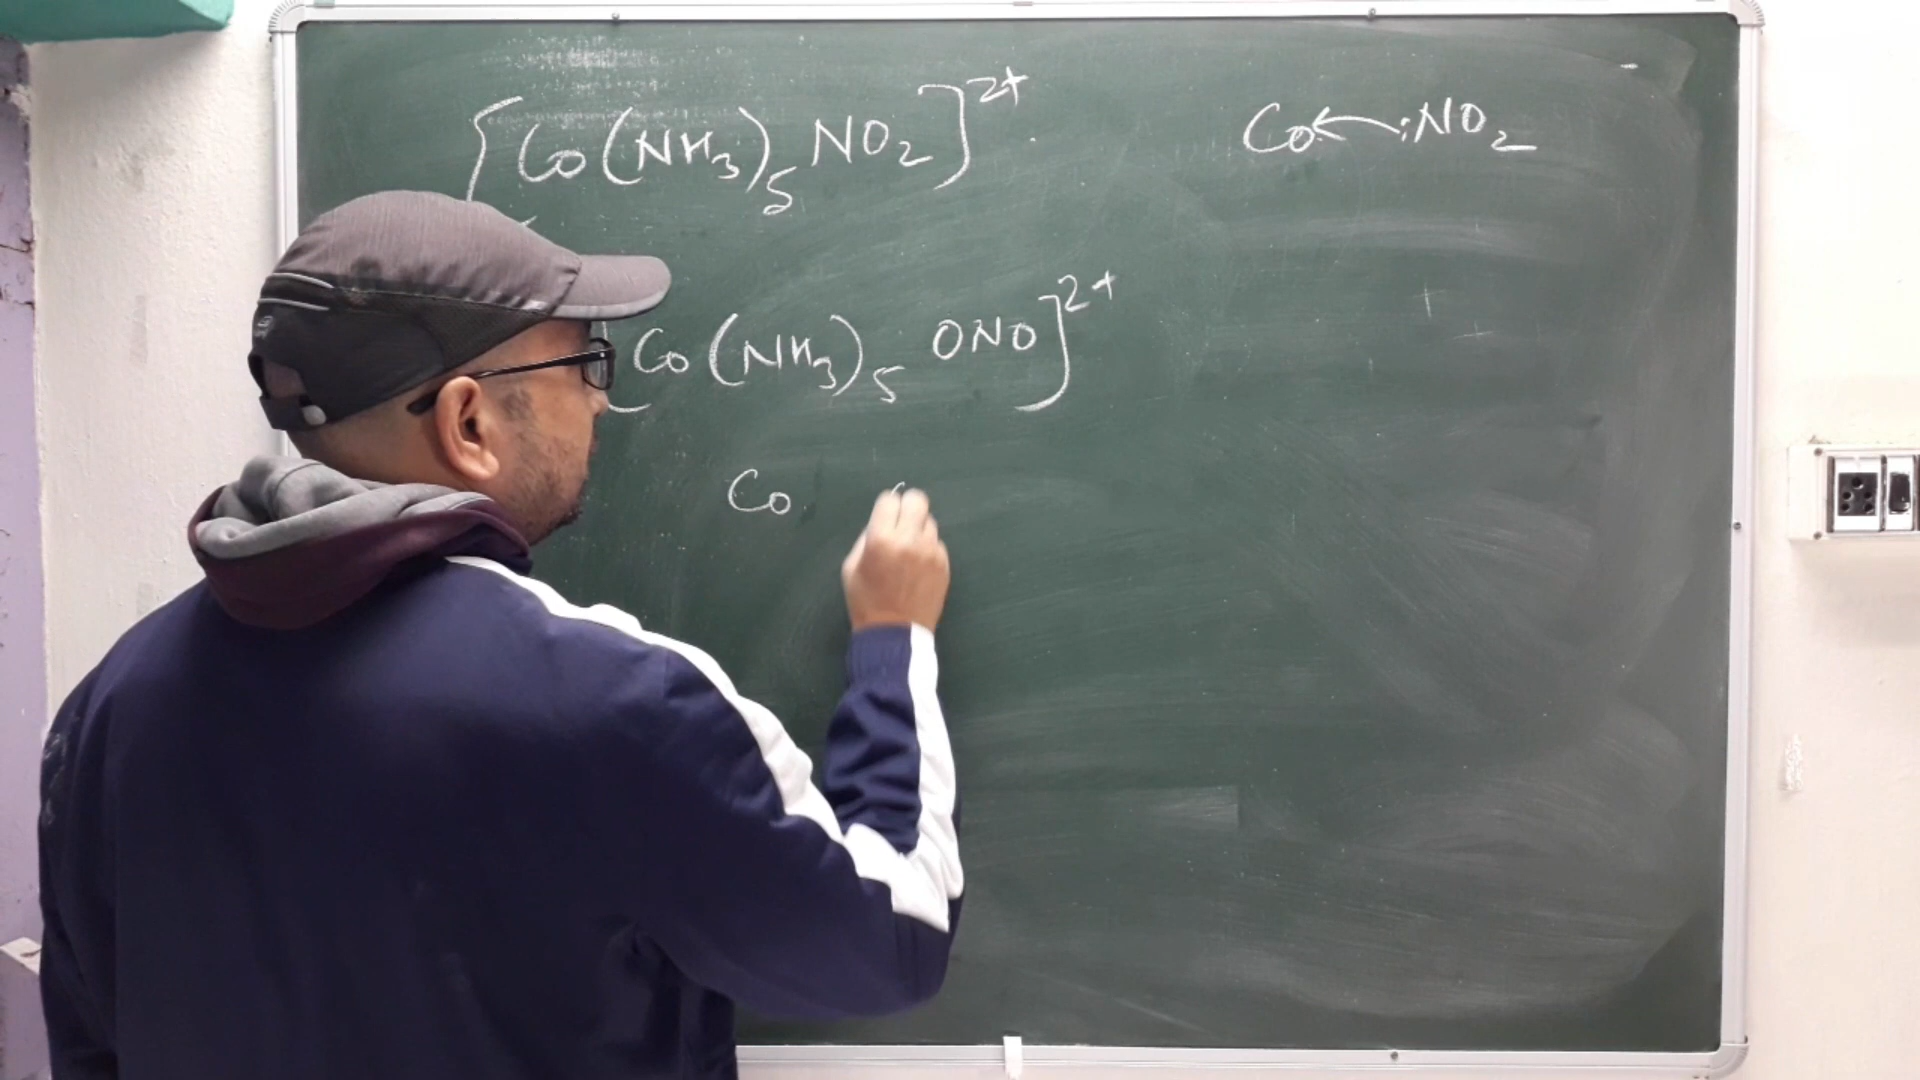 [Co(NH₃)₅NO₂]²⁺
Co←:NO₂
[Co(NH₃)₅ONO]²⁺
Co